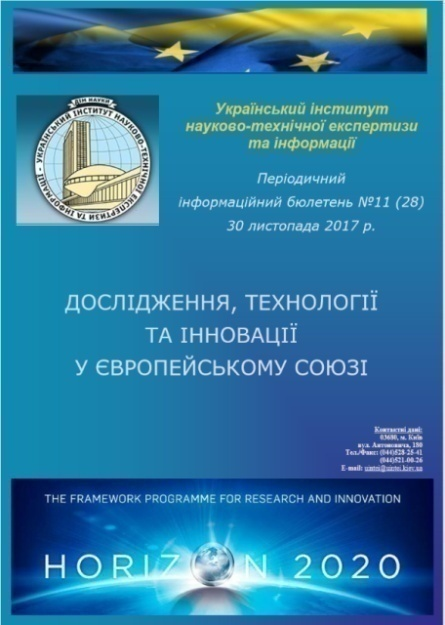 ДІМ НАУКИ
УКРАЇНСЬКИЙ ІНСТИТУТ НАУКОВО-ТЕХНІЧНОЇ ЕКСПЕРТИЗИ ТА ІНФОРМАЦІЇ
Український інститут
науково-технічної експертизи
та інформації
Періодичний
інформаційний бюлетень №11 (28)
30 листопада 2017 р.
ДОСЛІДЖЕННЯ, ТЕХНОЛОГІЇ
ТА ІННОВАЦІЇ
У ЄВРОПЕЙСЬКОМУ СОЮЗІ
Контактні дані:
03680, м. Київ
вул. Антоновича, 180
Тел./Факс: (044)528-25-41
(044)521-00-26
E-mail: uintei@uintei.kiev.ua
THE FRAMEWORK PROGRAMME FOR RESEARCH AND INNOVATION
HORIZON 2020